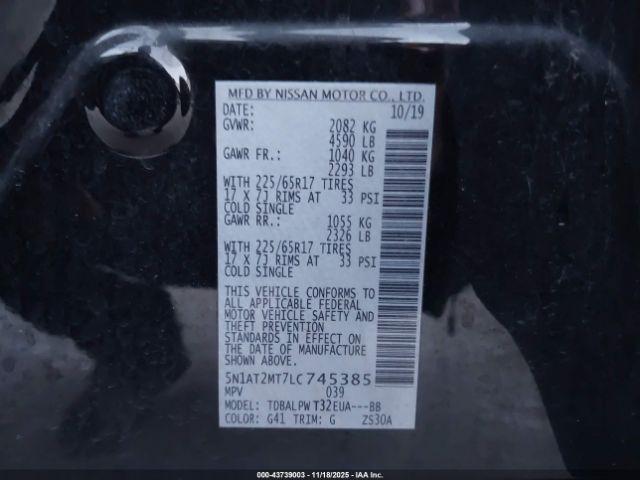 MFD BY NISSAN MOTOR CO., LTD.
DATE: 10/19
GVWR: 2082 KG
4590 LB
GAWR FR.: 1040 KG
2293 LB
WITH 225/65R17 TIRES
17 X 7J RIMS AT 33 PSI
COLD SINGLE
GAWR RR.: 1055 KG
2326 LB
WITH 225/65R17 TIRES
17 X 7J RIMS AT 33 PSI
COLD SINGLE
THIS VEHICLE CONFORMS TO
ALL APPLICABLE FEDERAL
MOTOR VEHICLE SAFETY AND
THEFT PREVENTION
STANDARDS IN EFFECT ON
THE DATE OF MANUFACTURE
SHOWN ABOVE.
5N1AT2MT7LC745385
MPV 039
MODEL: TDBALPW T32EUA---BB
COLOR: G41 TRIM: G ZS30A
000-43739003 - 11/18/2025 - IAA Inc.